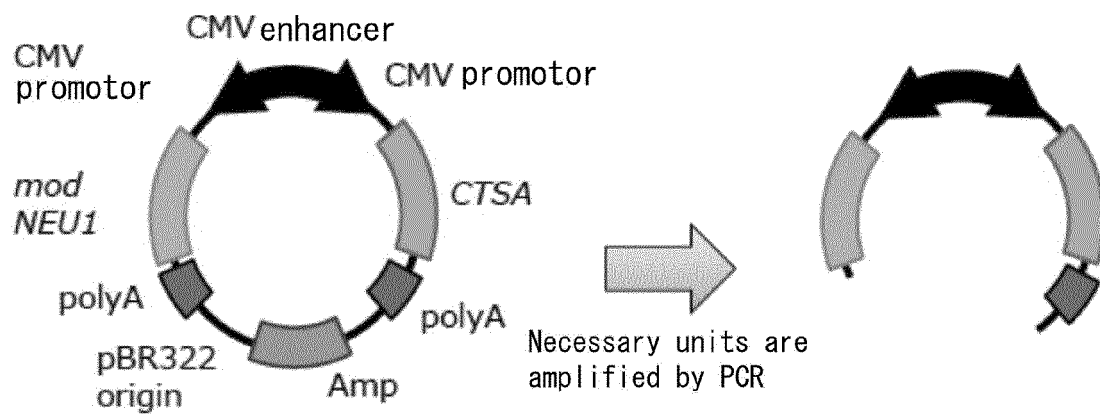 CMV enhancer
CMV
promotor
CMV promotor
mod
NEU1
CTSA
polyA
polyA
pBR322
origin
Amp
Necessary units are
amplified by PCR